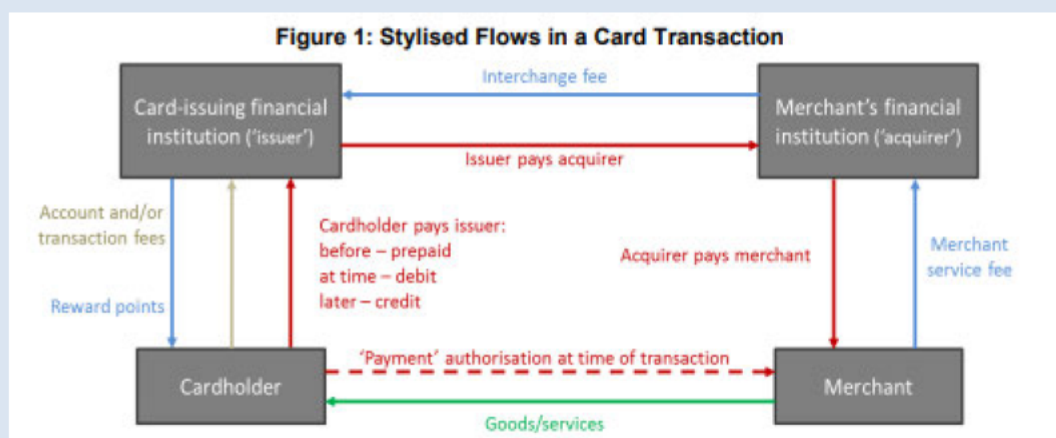 Figure 1: Stylised Flows in a Card Transaction
Card-issuing financial
institution ('issuer')
Interchange fee
Issuer pays acquirer
Merchant's financial
institution ('acquirer')
Account and/or
transaction fees
Reward points
Cardholder pays issuer:
before – prepaid
at time – debit
later – credit
Acquirer pays merchant
Merchant
service fee
Cardholder
'Payment' authorisation at time of transaction
Goods/services
Merchant